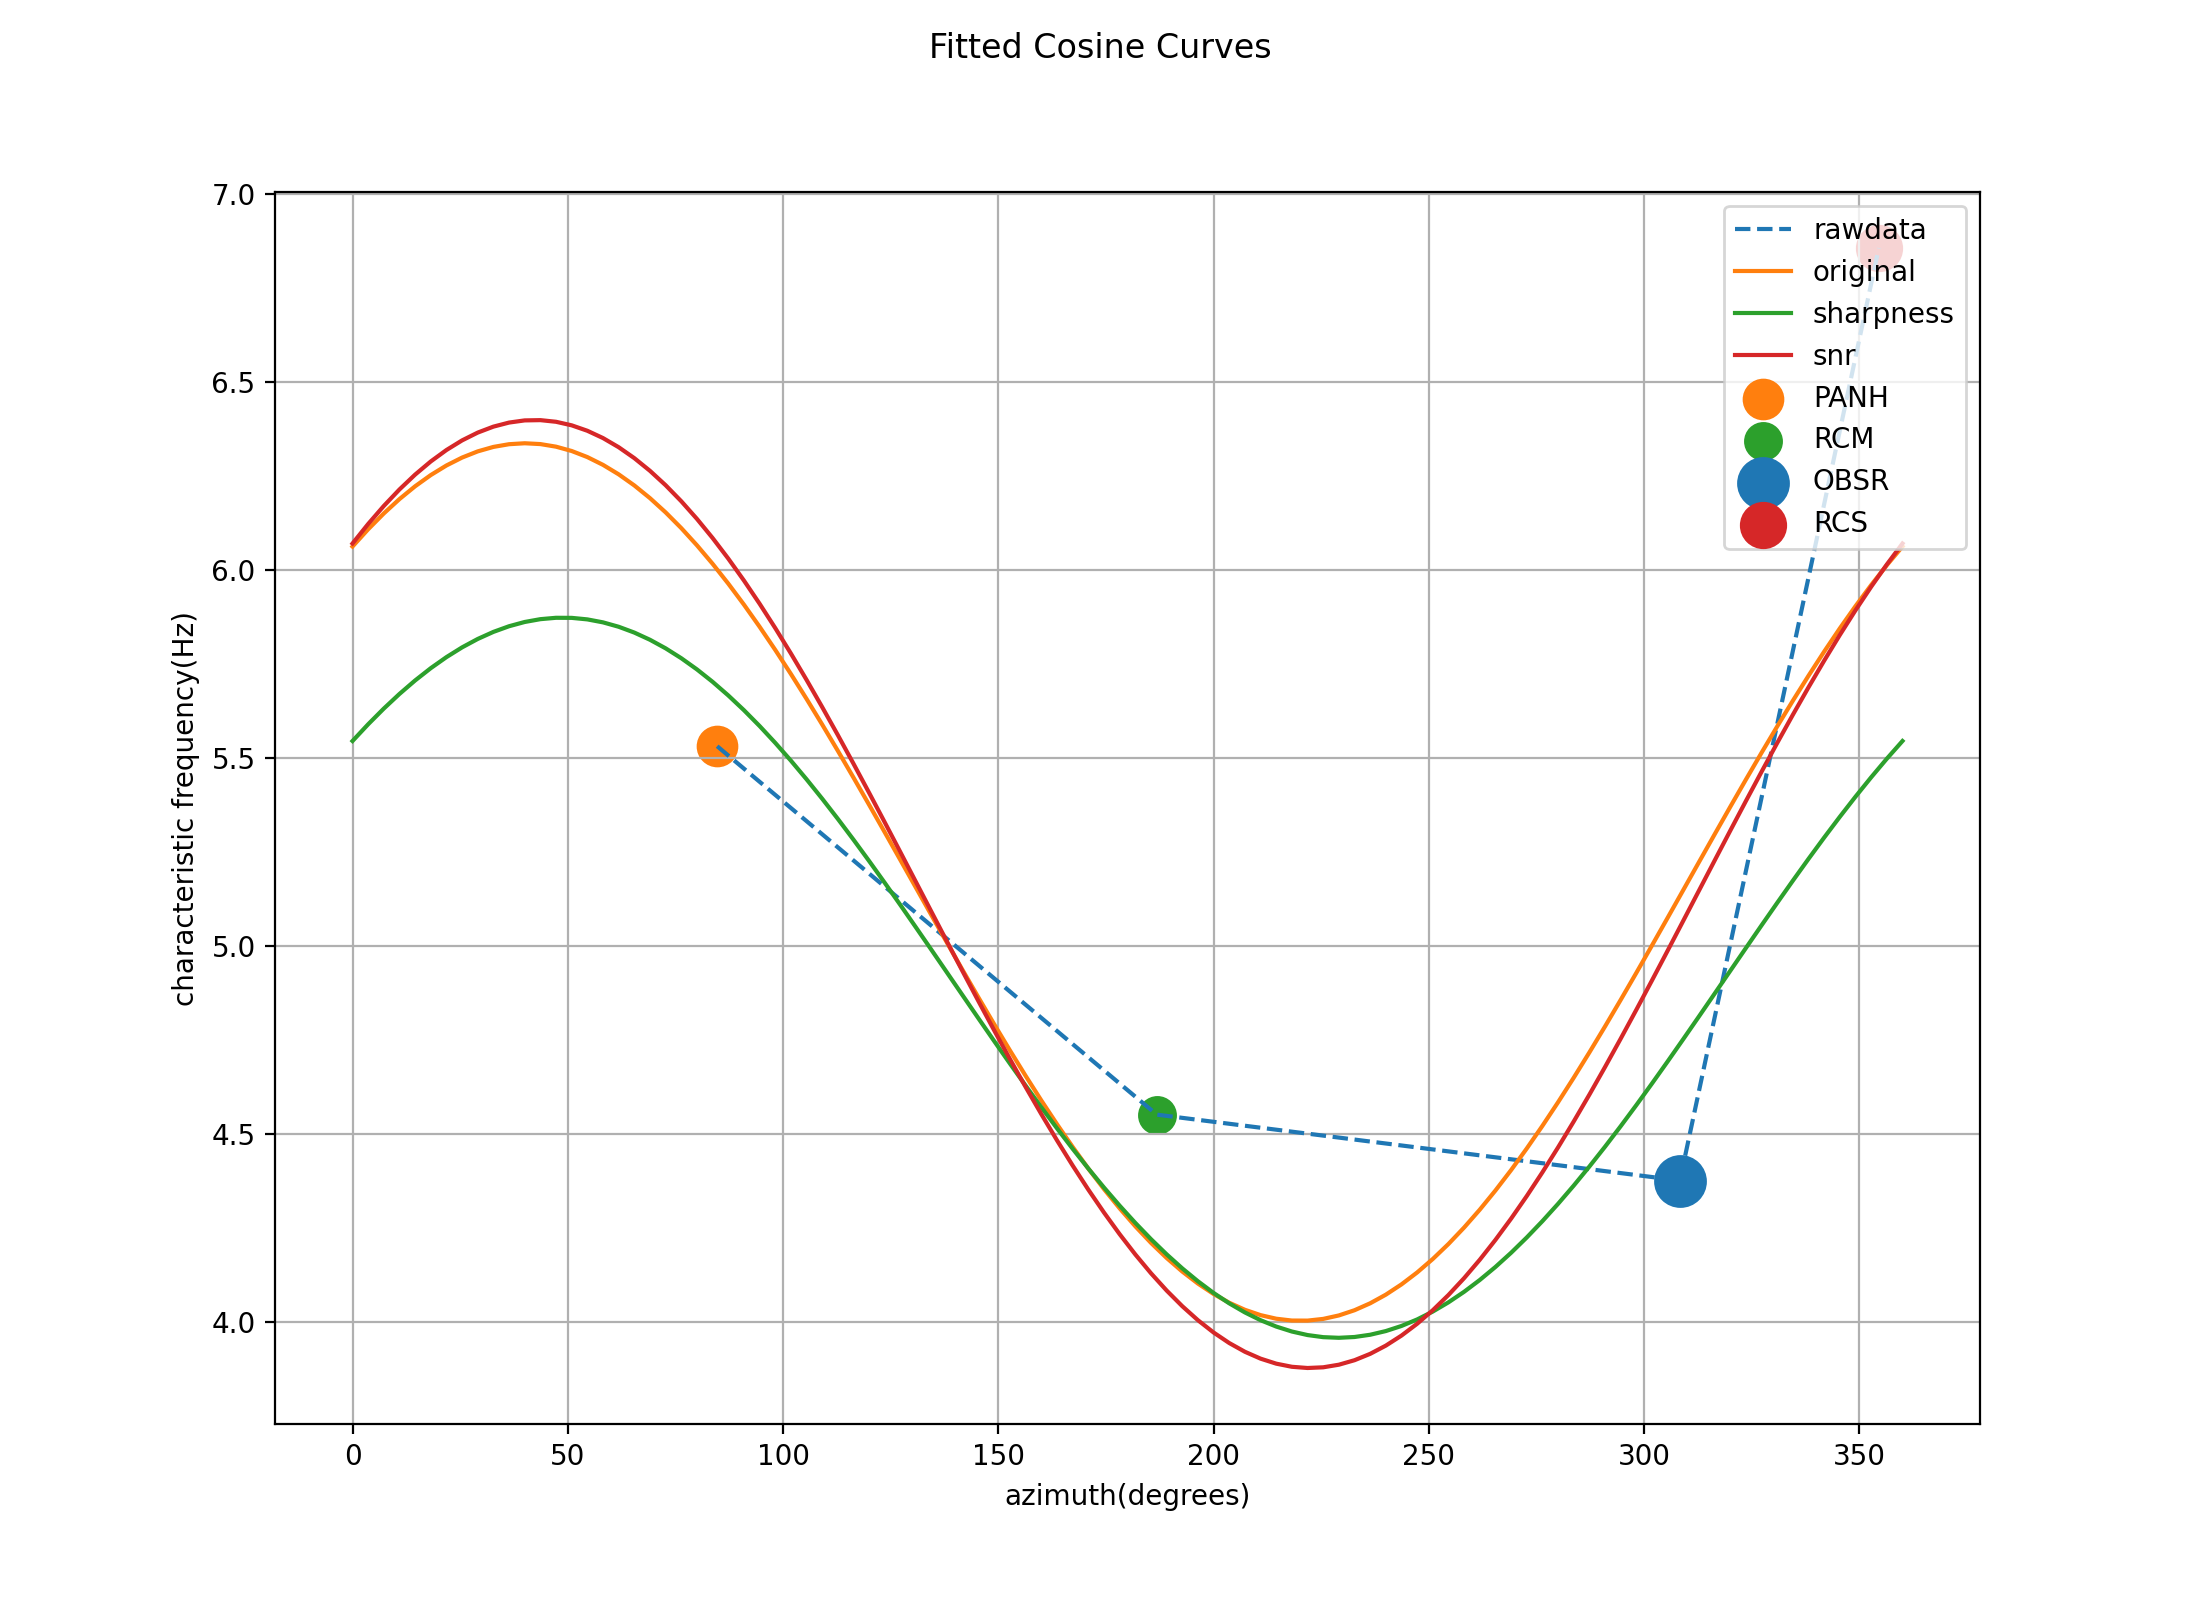 Fitted Cosine Curves
7.0
6.5
6.0
5.5
5.0
4.5
4.0
characteristic frequency(Hz)
rawdata
original
sharpness
snr
PANH
RCM
OBSR
RCS
0 50 100 150 200 250 300 350
azimuth(degrees)